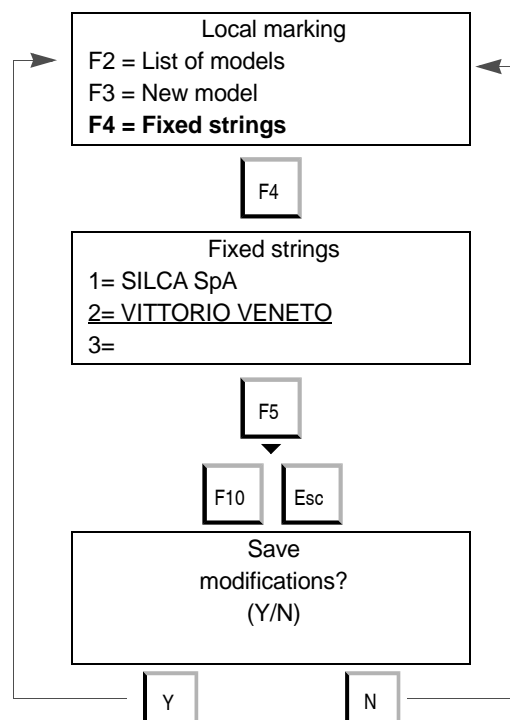 Local marking
F2 = List of models
F3 = New model
F4 = Fixed strings
F4
Fixed strings
1= SILCA SpA
2= VITTORIO VENETO
3=
F5
F10 Esc
Save
modifications?
(Y/N)
Y N